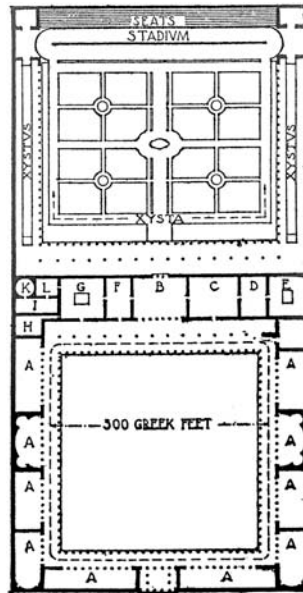 SEATS
STADIVM
XYSTVS XYSTVS
XYSTA
K L G F B C D E
I
H
A A
300 GREEK FEET
A A
A A
A A
A A